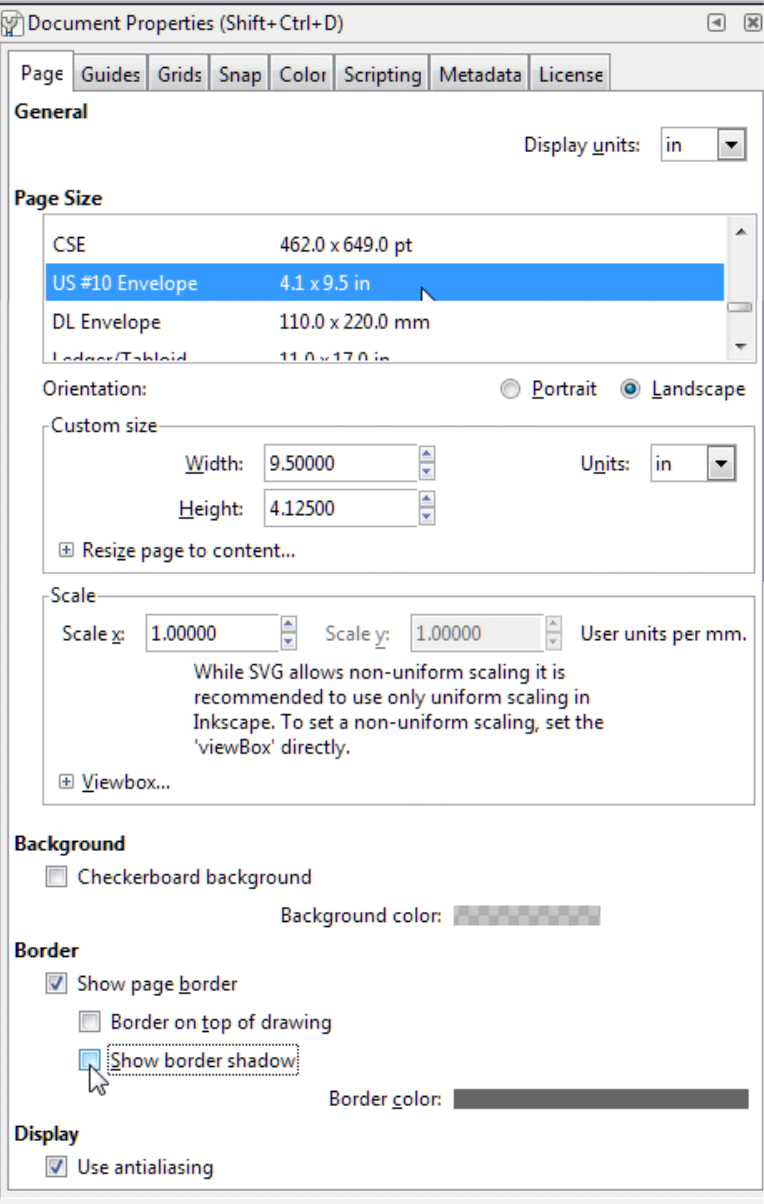 Document Properties (Shift+Ctrl+D)
Page Guides Grids Snap Color Scripting Metadata License
General
Display units: in
Page Size
CSE 462.0 x 649.0 pt
US #10 Envelope 4.1 x 9.5 in
DL Envelope 110.0 x 220.0 mm
Ledger/Tabloid 11.0 x 17.0 in
Orientation: Portrait Landscape
Custom size
Width: 9.50000 Units: in
Height: 4.12500
Resize page to content...
Scale
Scale x: 1.00000 Scale y: 1.00000 User units per mm.
While SVG allows non-uniform scaling it is
recommended to use only uniform scaling in
Inkscape. To set a non-uniform scaling, set the
'viewBox' directly.
Viewbox...
Background
Checkerboard background
Background color:
Border
Show page border
Border on top of drawing
Show border shadow
Border color:
Display
Use antialiasing